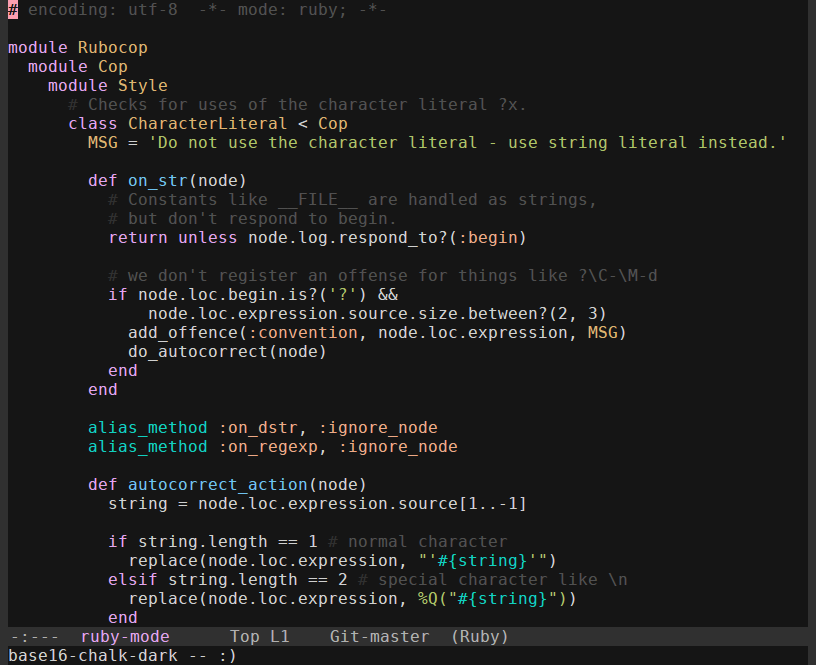 # encoding: utf-8  -*- mode: ruby; -*-

module Rubocop
  module Cop
    module Style
      # Checks for uses of the character literal ?x.
      class CharacterLiteral < Cop
        MSG = 'Do not use the character literal - use string literal instead.'

        def on_str(node)
          # Constants like __FILE__ are handled as strings,
          # but don't respond to begin.
          return unless node.log.respond_to?(:begin)

          # we don't register an offense for things like ?\C-\M-d
          if node.loc.begin.is?('?') &&
              node.loc.expression.source.size.between?(2, 3)
            add_offence(:convention, node.loc.expression, MSG)
            do_autocorrect(node)
          end
        end

        alias_method :on_dstr, :ignore_node
        alias_method :on_regexp, :ignore_node

        def autocorrect_action(node)
          string = node.loc.expression.source[1..-1]

          if string.length == 1 # normal character
            replace(node.loc.expression, "'#{string}'")
          elsif string.length == 2 # special character like \n
            replace(node.loc.expression, %Q("#{string}"))
          end
-:---  ruby-mode      Top L1    Git-master  (Ruby)
base16-chalk-dark -- :)